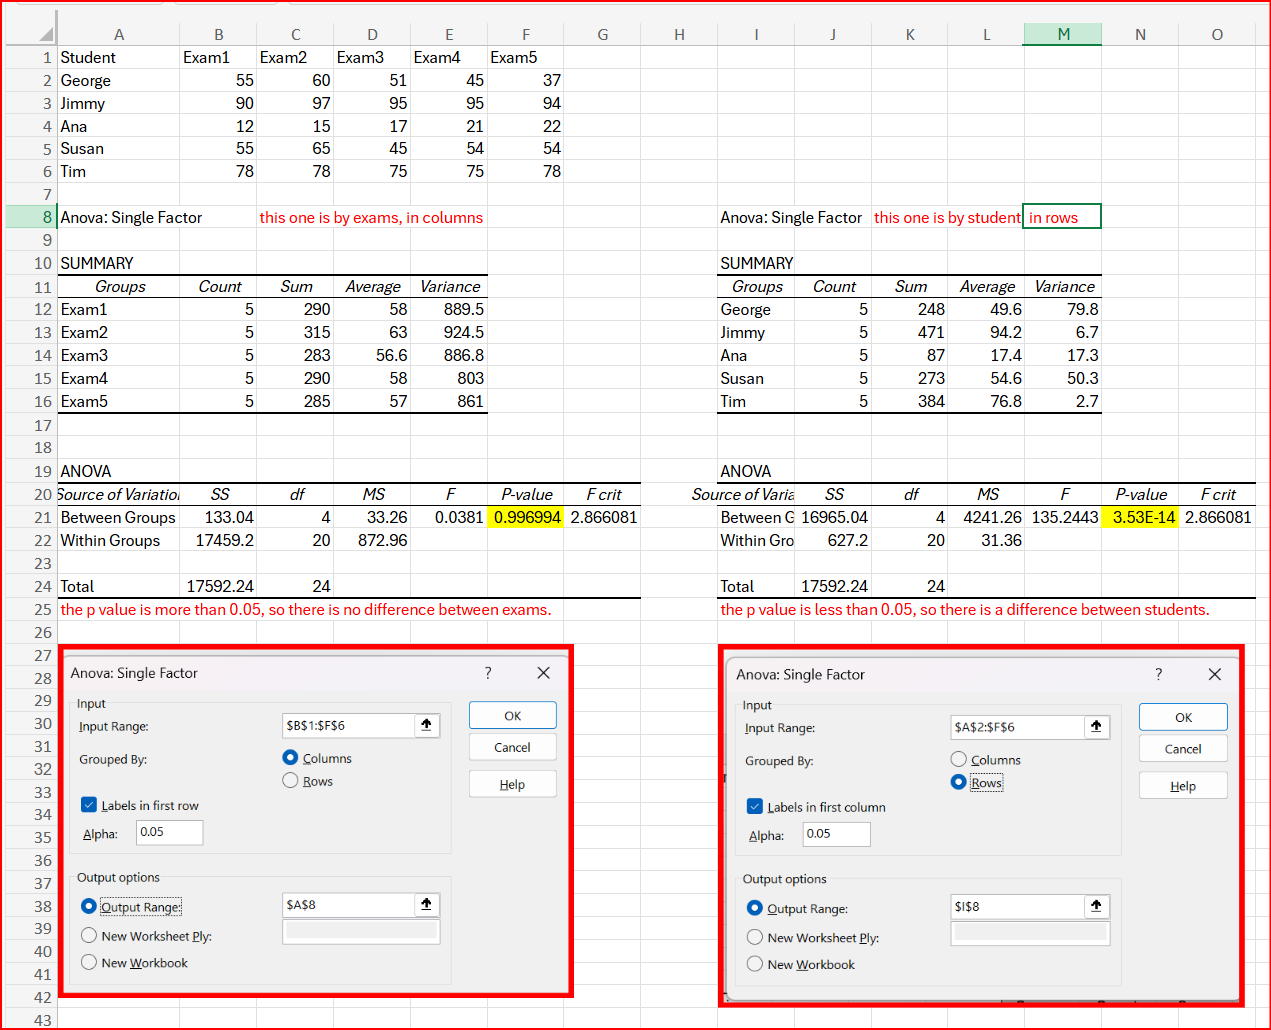 A B C D E F G H I J K L M N O
1 Student Exam1 Exam2 Exam3 Exam4 Exam5
2 George 55 60 51 45 37
3 Jimmy 90 97 95 95 94
4 Ana 12 15 17 21 22
5 Susan 55 65 45 54 54
6 Tim 78 78 75 75 78
7
8 Anova: Single Factor this one is by exams, in columns Anova: Single Factor this one is by student in rows
9
10 SUMMARY SUMMARY
11 Groups Count Sum Average Variance Groups Count Sum Average Variance
12 Exam1 5 290 58 889.5 George 5 248 49.6 79.8
13 Exam2 5 315 63 924.5 Jimmy 5 471 94.2 6.7
14 Exam3 5 283 56.6 886.8 Ana 5 87 17.4 17.3
15 Exam4 5 290 58 803 Susan 5 273 54.6 50.3
16 Exam5 5 285 57 861 Tim 5 384 76.8 2.7
17
18
19 ANOVA ANOVA
20 Source of Variatio SS df MS F P-value F crit Source of Varia SS df MS F P-value F crit
21 Between Groups 133.04 4 33.26 0.0381 0.996994 2.866081 Between G 16965.04 4 4241.26 135.2443 3.53E-14 2.866081
22 Within Groups 17459.2 20 872.96 Within Gro 627.2 20 31.36
23
24 Total 17592.24 24 Total 17592.24 24
25 the p value is more than 0.05, so there is no difference between exams. the p value is less than 0.05, so there is a difference between students.
26
27
28
29
30
31
32
33
34
35
36
37
38
39
40
41
42
43
Anova: Single Factor ?
Input
Input Range: $B$1:$F$6 OK
Grouped By: Columns Cancel
Rows Help
Labels in first row
Alpha: 0.05
Output options
Output Range: $A$8
New Worksheet Ply:
New Workbook
Anova: Single Factor ?
Input
Input Range: $A$2:$F$6 OK
Grouped By: Columns Cancel
Rows Help
Labels in first column
Alpha: 0.05
Output options
Output Range: $I$8
New Worksheet Ply:
New Workbook